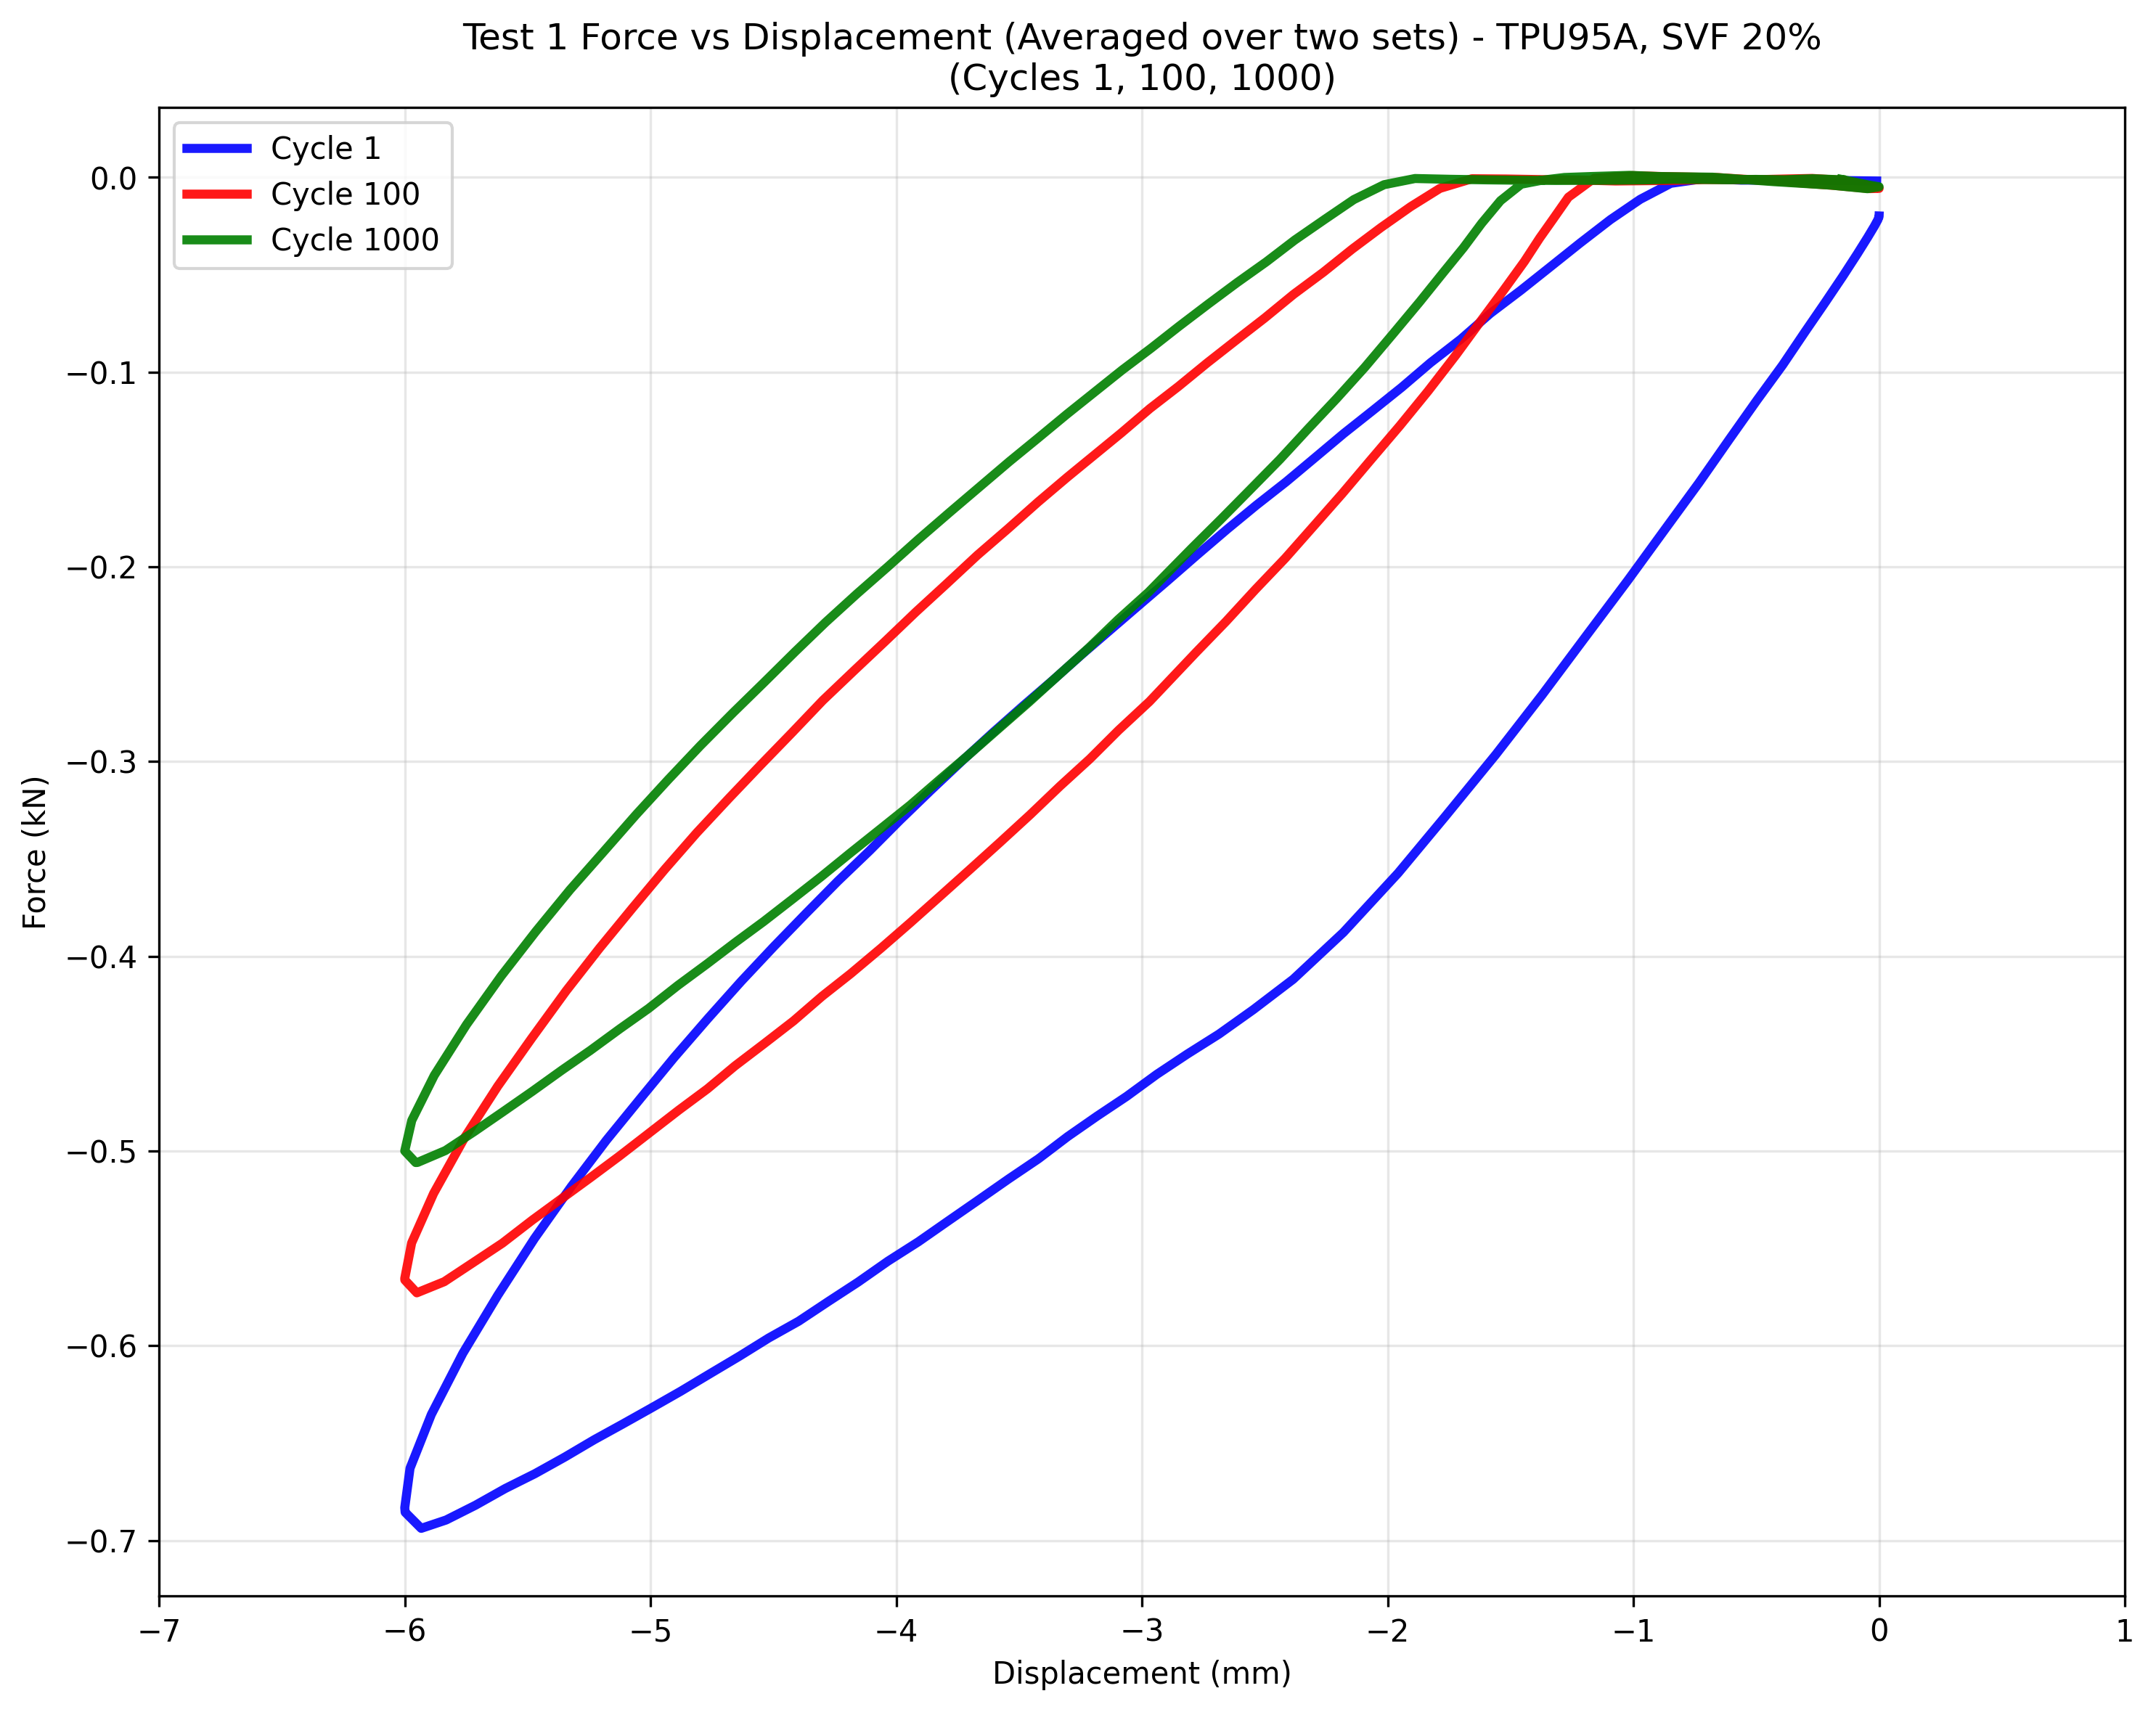 Test 1 Force vs Displacement (Averaged over two sets) - TPU95A, SVF 20%
(Cycles 1, 100, 1000)
Cycle 1
Cycle 100
Cycle 1000
0.0
−0.1
−0.2
−0.3
−0.4
−0.5
−0.6
−0.7
Force (kN)
−7
−6
−5
−4
−3
−2
−1
0
1
Displacement (mm)